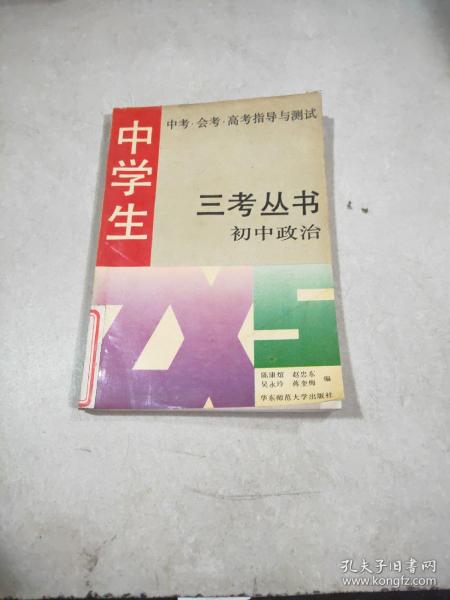 中学生
中考·会考·高考指导与测试
三考丛书
初中政治
陈康煊 赵忠东
吴永玲 蒋奎梅 编
华东师范大学出版社
孔夫子旧书网
www.kongfz.com